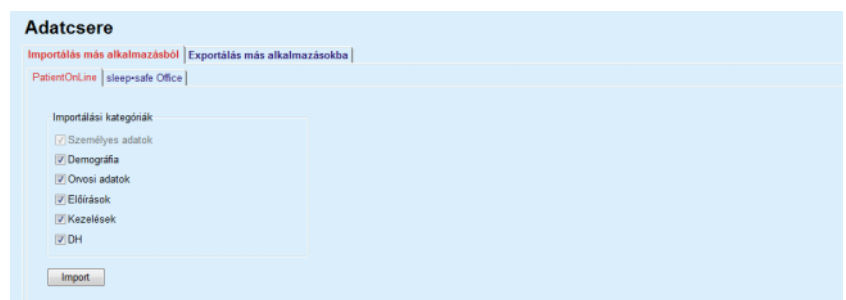 Adatcsere
Importálás más alkalmazásból Exportálás más alkalmazásokba
PatientOnLine sleep•safe Office
Importálási kategóriák
Személyes adatok
Demográfia
Orvosi adatok
Előírások
Kezelések
DH
Import